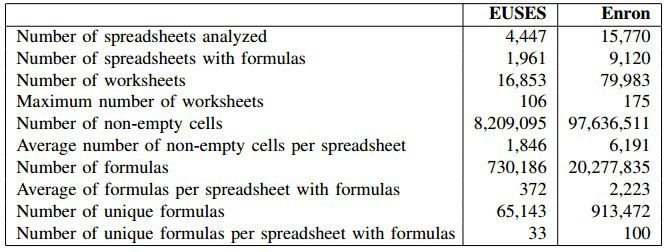 EUSES Enron
Number of spreadsheets analyzed 4,447 15,770
Number of spreadsheets with formulas 1,961 9,120
Number of worksheets 16,853 79,983
Maximum number of worksheets 106 175
Number of non-empty cells 8,209,095 97,636,511
Average number of non-empty cells per spreadsheet 1,846 6,191
Number of formulas 730,186 20,277,835
Average of formulas per spreadsheet with formulas 372 2,223
Number of unique formulas 65,143 913,472
Number of unique formulas per spreadsheet with formulas 33 100